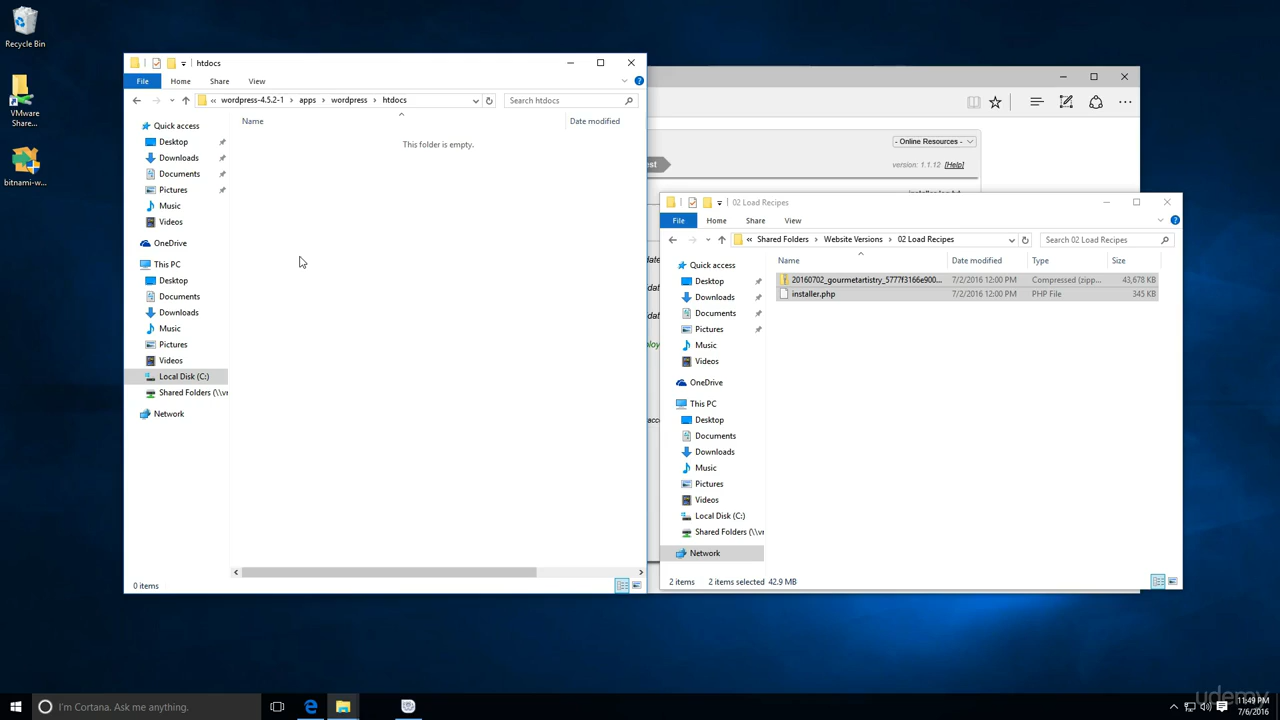 Recycle Bin
VMware
Share...
bitnami-w...
htdocs
File
Home
Share
View
wordpress-4.5.2-1
apps
wordpress
htdocs
Search htdocs
Name
Date modified
This folder is empty.
Quick access
Desktop
Downloads
Documents
Pictures
Music
Videos
OneDrive
This PC
Desktop
Documents
Downloads
Music
Pictures
Videos
Local Disk (C:)
Shared Folders (\\vr
Network
0 items
- Online Resources -
version: 1.1.12 [Help]
02 Load Recipes
File
Home
Share
View
Shared Folders
Website Versions
02 Load Recipes
Search 02 Load Recipes
Name
Date modified
Type
Size
20160702_gourmetartistry_5777f3166e900... 7/2/2016 12:00 PM Compressed (zipp... 43,678 KB
installer.php 7/2/2016 12:00 PM PHP File 345 KB
Quick access
Desktop
Downloads
Documents
Pictures
Music
Videos
OneDrive
This PC
Desktop
Documents
Downloads
Music
Pictures
Videos
Local Disk (C:)
Shared Folders (\\vr
Network
2 items 2 items selected 42.9 MB
I'm Cortana. Ask me anything.
11:49 PM
7/6/2016
udemy